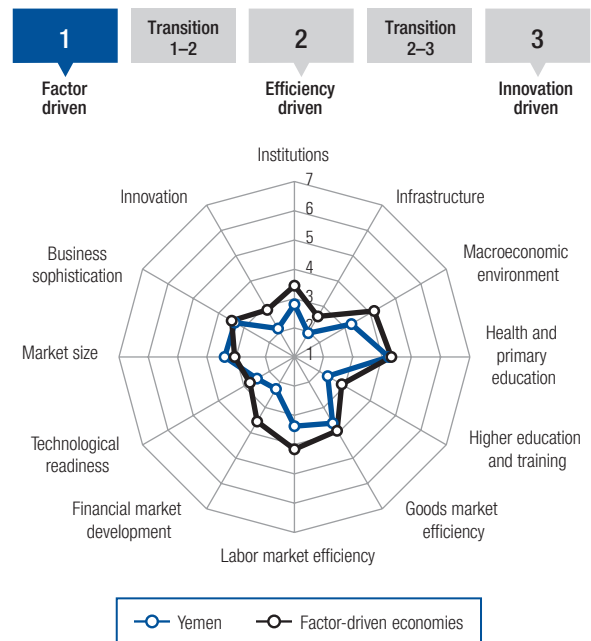 1
Transition
1–2
2
Transition
2–3
3
Factor
driven
Efficiency
driven
Innovation
driven
Institutions
Infrastructure
Macroeconomic
environment
Health and
primary
education
Higher education
and training
Goods market
efficiency
Labor market efficiency
Financial market
development
Technological
readiness
Market size
Business
sophistication
Innovation
7
6
5
4
3
2
1
Yemen
Factor-driven economies